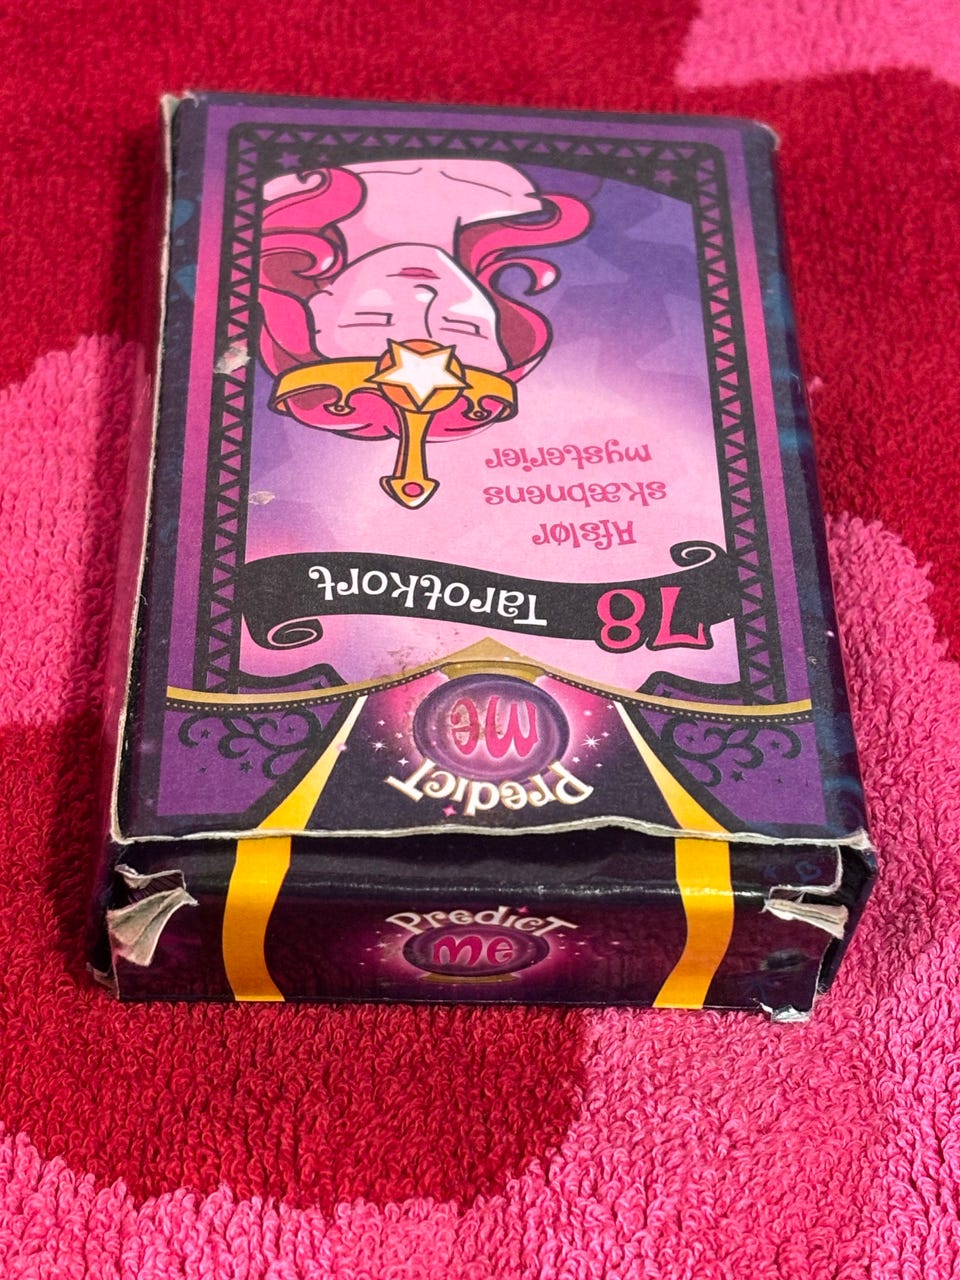 Predict
Me
78 Tarotkort
Afslør
skæbnens
mysterier
Predict
Me